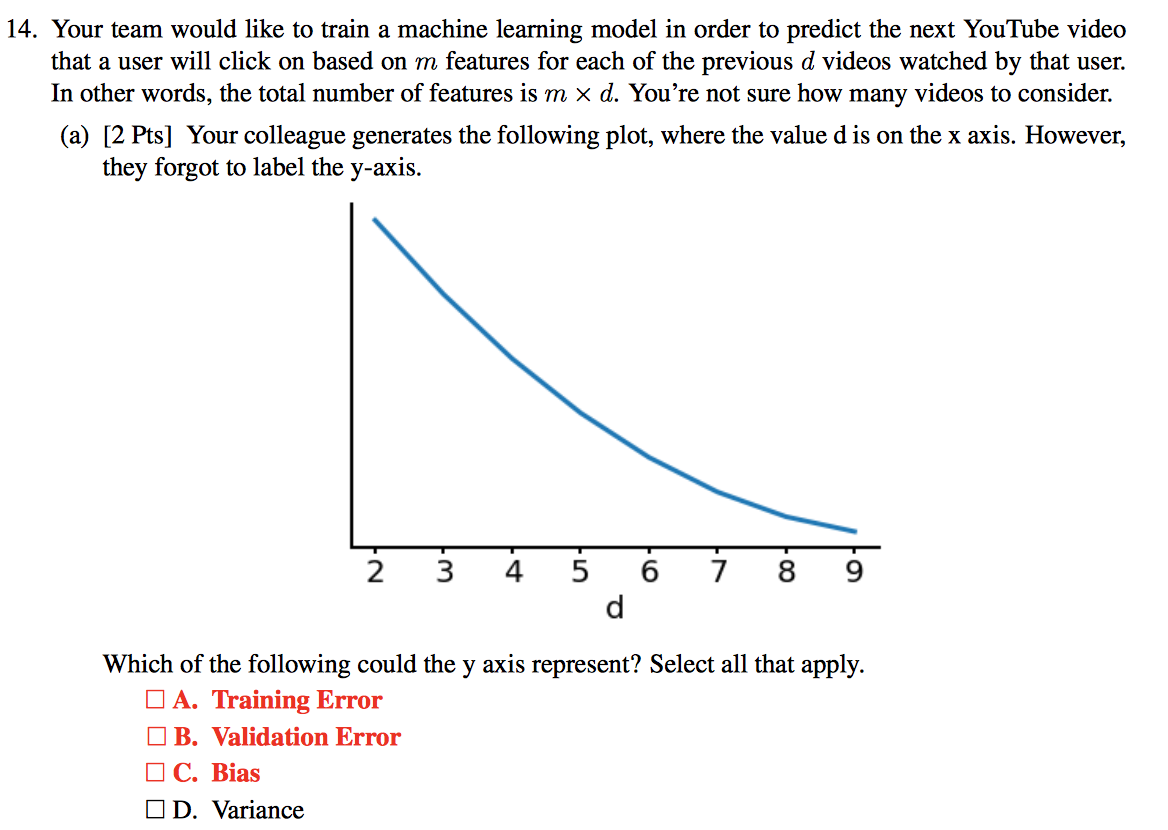 14. Your team would like to train a machine learning model in order to predict the next YouTube video
that a user will click on based on m features for each of the previous d videos watched by that user.
In other words, the total number of features is m × d. You're not sure how many videos to consider.
(a) [2 Pts] Your colleague generates the following plot, where the value d is on the x axis. However,
they forgot to label the y-axis.
2 3 4 5 6 7 8 9
d
Which of the following could the y axis represent? Select all that apply.
□ A. Training Error
□ B. Validation Error
□ C. Bias
□ D. Variance